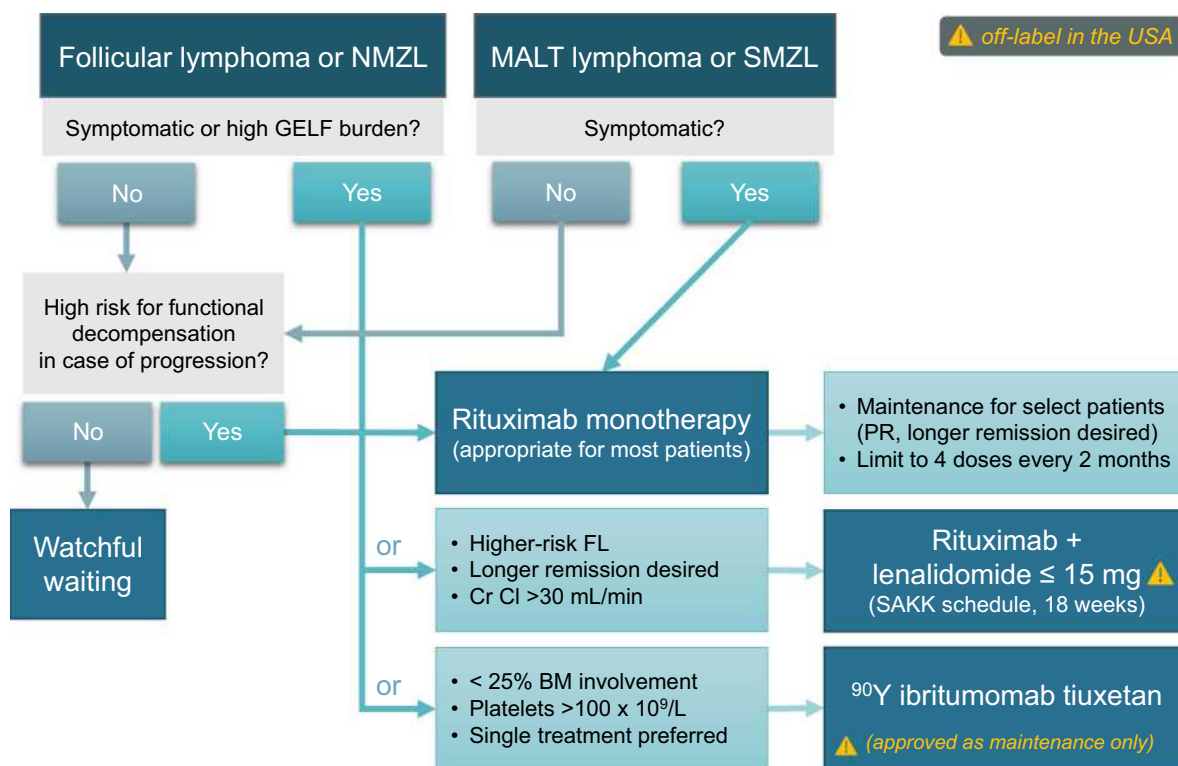 Follicular lymphoma or NMZL
MALT lymphoma or SMZL
⚠ off-label in the USA
Symptomatic or high GELF burden?
Symptomatic?
No
Yes
No
Yes
High risk for functional
decompensation
in case of progression?
No
Yes
Watchful
waiting
Rituximab monotherapy
(appropriate for most patients)
• Maintenance for select patients
(PR, longer remission desired)
• Limit to 4 doses every 2 months
or
• Higher-risk FL
• Longer remission desired
• Cr Cl >30 mL/min
Rituximab +
lenalidomide ≤ 15 mg ⚠
(SAKK schedule, 18 weeks)
or
• < 25% BM involvement
• Platelets >100 x 10⁹/L
• Single treatment preferred
⁹⁰Y ibritumomab tiuxetan
⚠ (approved as maintenance only)